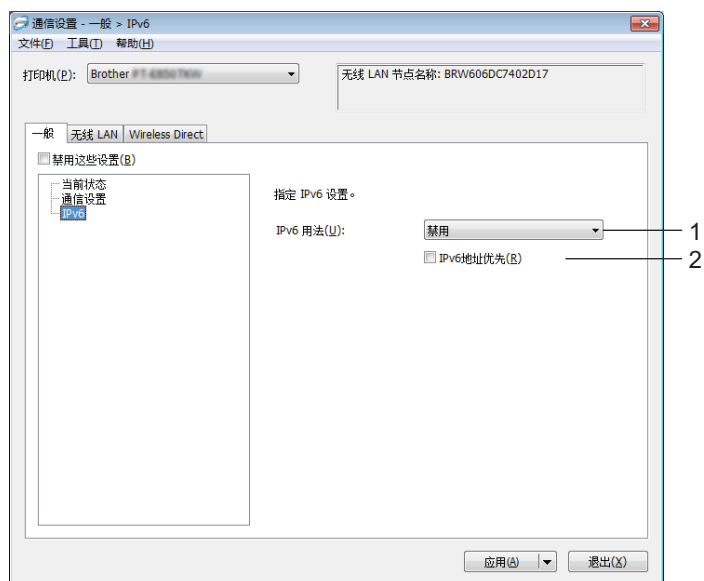 通信设置 - 一般 > IPv6
文件(F) 工具(T) 帮助(H)
打印机(P): Brother
无线 LAN 节点名称: BRW606DC7402D17
一般 无线 LAN Wireless Direct
禁用这些设置(B)
当前状态
通信设置
IPv6
指定 IPv6 设置。
IPv6 用法(U): 禁用 1
IPv6地址优先(R) 2
应用(A) 退出(X)